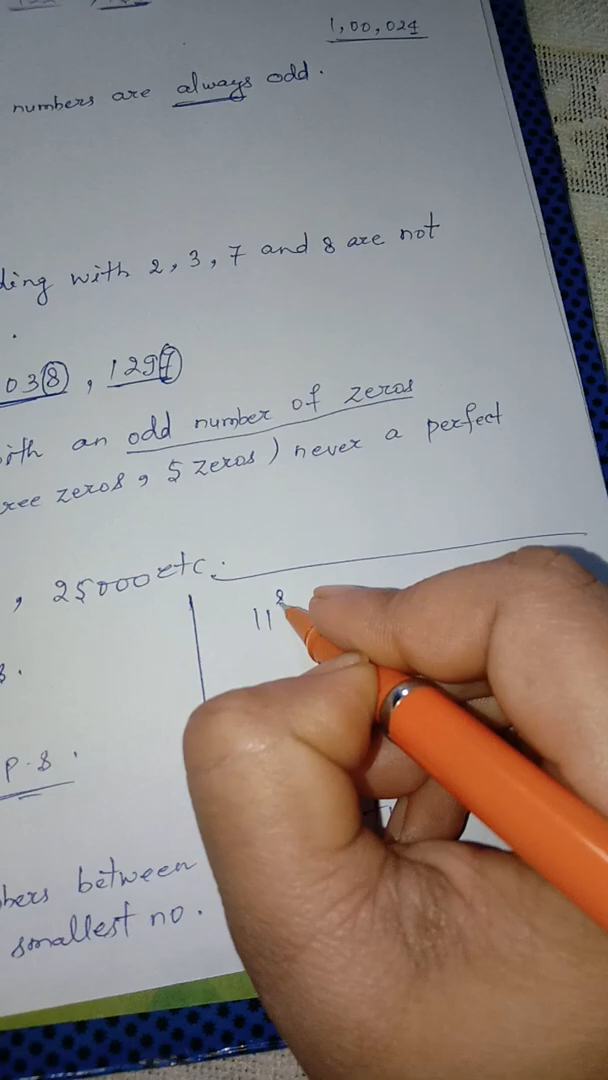 1,00,024
numbers are always odd.
ding with 2, 3, 7 and 8 are not
.
038, 1297
ith an odd number of zeros
ree zeros, 5 zeros) never a perfect
, 25000 etc.
11²
s.
P.S.
bers between
smallest no.